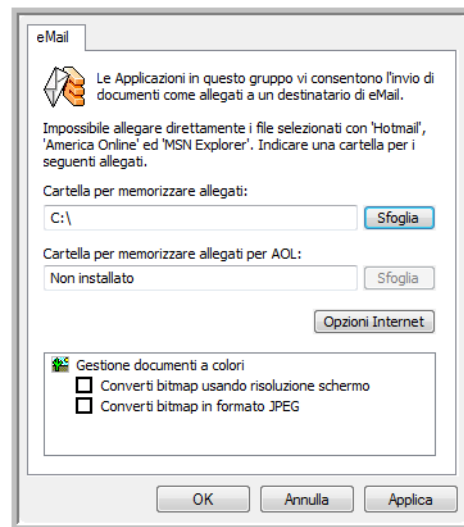 eMail
Le Applicazioni in questo gruppo vi consentono l'invio di
documenti come allegati a un destinatario di eMail.
Impossibile allegare direttamente i file selezionati con 'Hotmail',
'America Online' ed 'MSN Explorer'. Indicare una cartella per i
seguenti allegati.
Cartella per memorizzare allegati:
C:\
Sfoglia
Cartella per memorizzare allegati per AOL:
Non installato
Sfoglia
Opzioni Internet
Gestione documenti a colori
Converti bitmap usando risoluzione schermo
Converti bitmap in formato JPEG
OK Annulla Applica